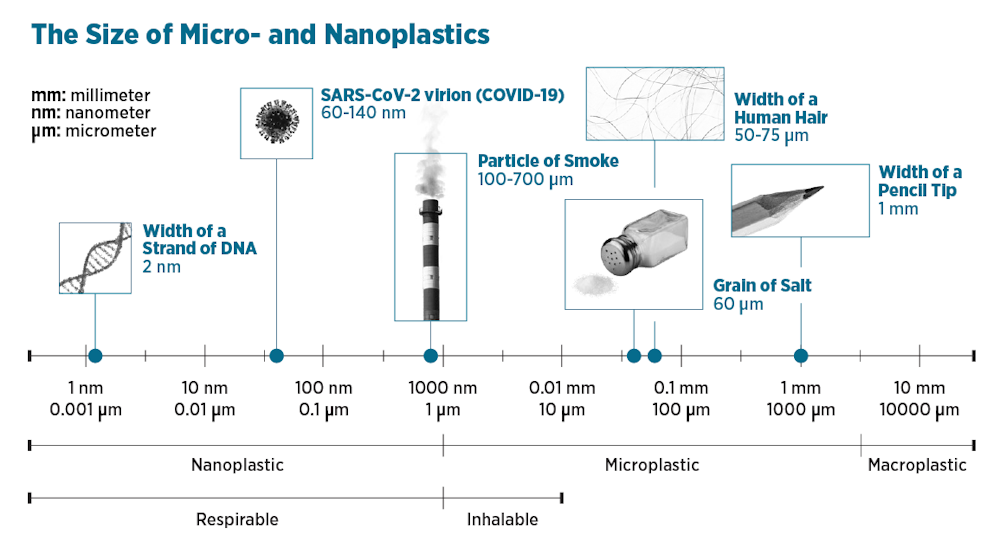 The Size of Micro- and Nanoplastics
mm: millimeter
nm: nanometer
μm: micrometer
SARS-CoV-2 virion (COVID-19)
60-140 nm
Width of a
Human Hair
50-75 μm
Particle of Smoke
100-700 μm
Width of a
Pencil Tip
1 mm
Width of a
Strand of DNA
2 nm
Grain of Salt
60 μm
1 nm 10 nm 100 nm 1000 nm 0.01 mm 0.1 mm 1 mm 10 mm
0.001 μm 0.01 μm 0.1 μm 1 μm 10 μm 100 μm 1000 μm 10000 μm
Nanoplastic Microplastic Macroplastic
Respirable Inhalable